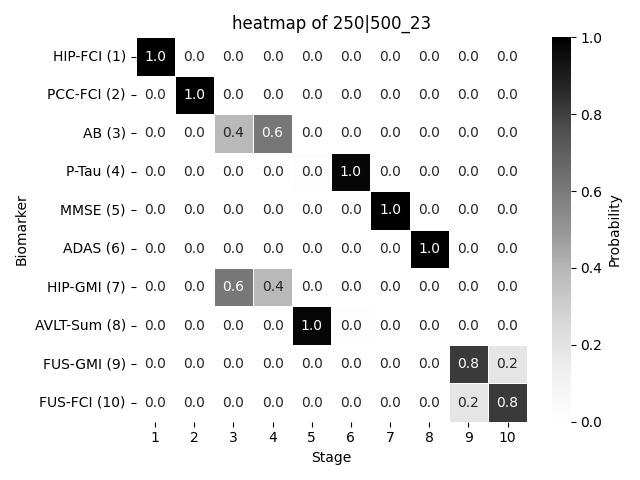 heatmap of 250|500_23
HIP-FCI (1) 1.0 0.0 0.0 0.0 0.0 0.0 0.0 0.0 0.0 0.0
PCC-FCI (2) 0.0 1.0 0.0 0.0 0.0 0.0 0.0 0.0 0.0 0.0
AB (3) 0.0 0.0 0.4 0.6 0.0 0.0 0.0 0.0 0.0 0.0
P-Tau (4) 0.0 0.0 0.0 0.0 0.0 1.0 0.0 0.0 0.0 0.0
MMSE (5) 0.0 0.0 0.0 0.0 0.0 0.0 1.0 0.0 0.0 0.0
ADAS (6) 0.0 0.0 0.0 0.0 0.0 0.0 0.0 1.0 0.0 0.0
HIP-GMI (7) 0.0 0.0 0.6 0.4 0.0 0.0 0.0 0.0 0.0 0.0
AVLT-Sum (8) 0.0 0.0 0.0 0.0 1.0 0.0 0.0 0.0 0.0 0.0
FUS-GMI (9) 0.0 0.0 0.0 0.0 0.0 0.0 0.0 0.0 0.8 0.2
FUS-FCI (10) 0.0 0.0 0.0 0.0 0.0 0.0 0.0 0.0 0.2 0.8
1 2 3 4 5 6 7 8 9 10
Stage
Biomarker
1.0
0.8
0.6
0.4
0.2
0.0
Probability